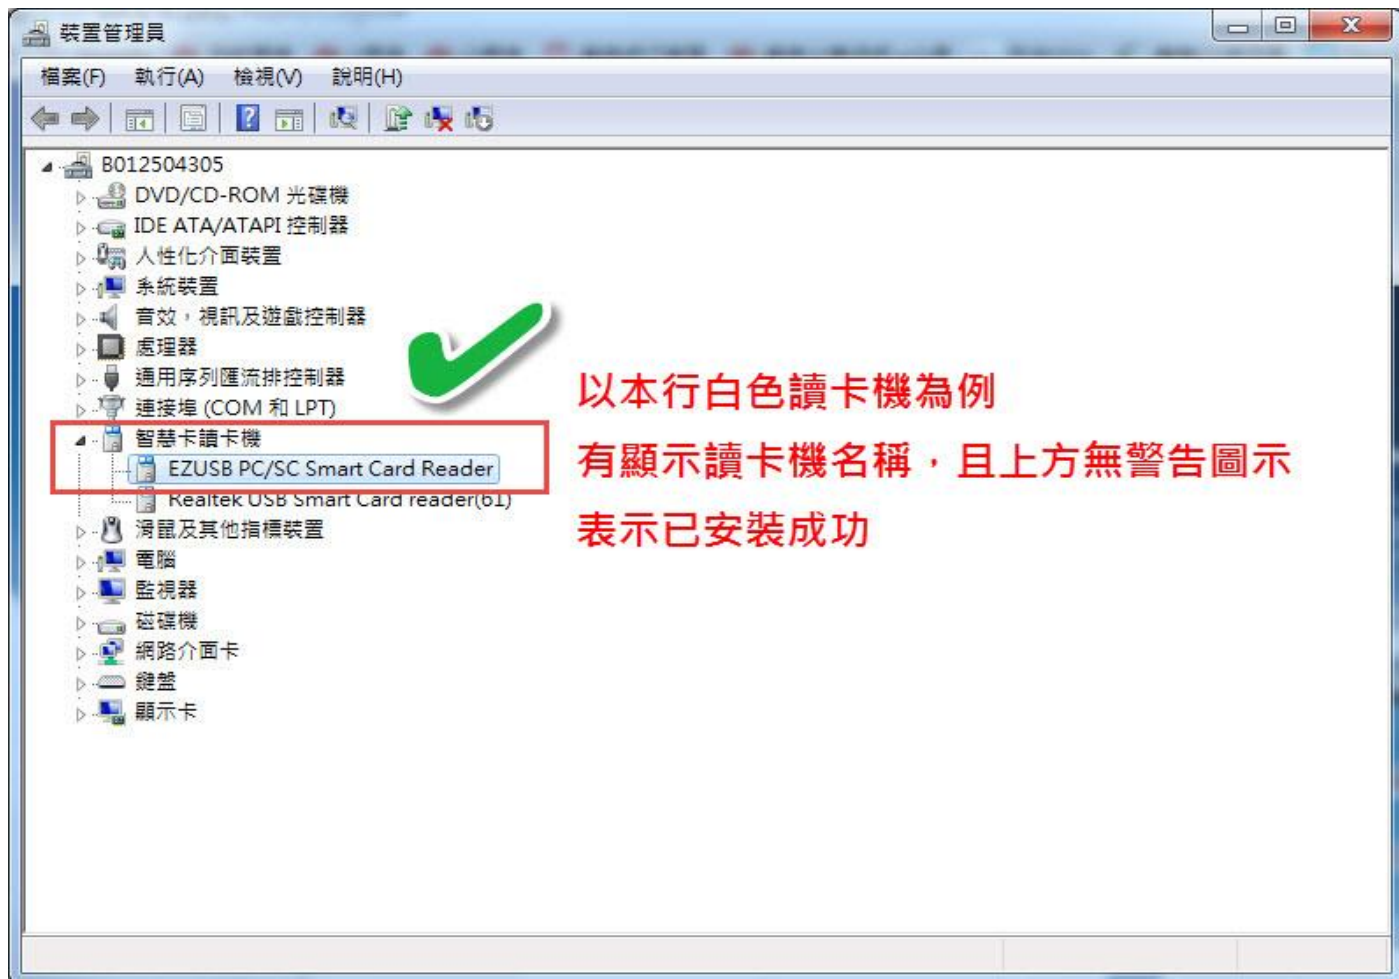 裝置管理員
檔案(F) 執行(A) 檢視(V) 說明(H)
B012504305
DVD/CD-ROM 光碟機
IDE ATA/ATAPI 控制器
人性化介面裝置
系統裝置
音效，視訊及遊戲控制器
處理器
通用序列匯流排控制器
連接埠 (COM 和 LPT)
智慧卡讀卡機
EZUSB PC/SC Smart Card Reader
Realtek USB Smart Card reader(61)
滑鼠及其他指標裝置
電腦
監視器
磁碟機
網路介面卡
鍵盤
顯示卡
以本行白色讀卡機為例
有顯示讀卡機名稱，且上方無警告圖示
表示已安裝成功